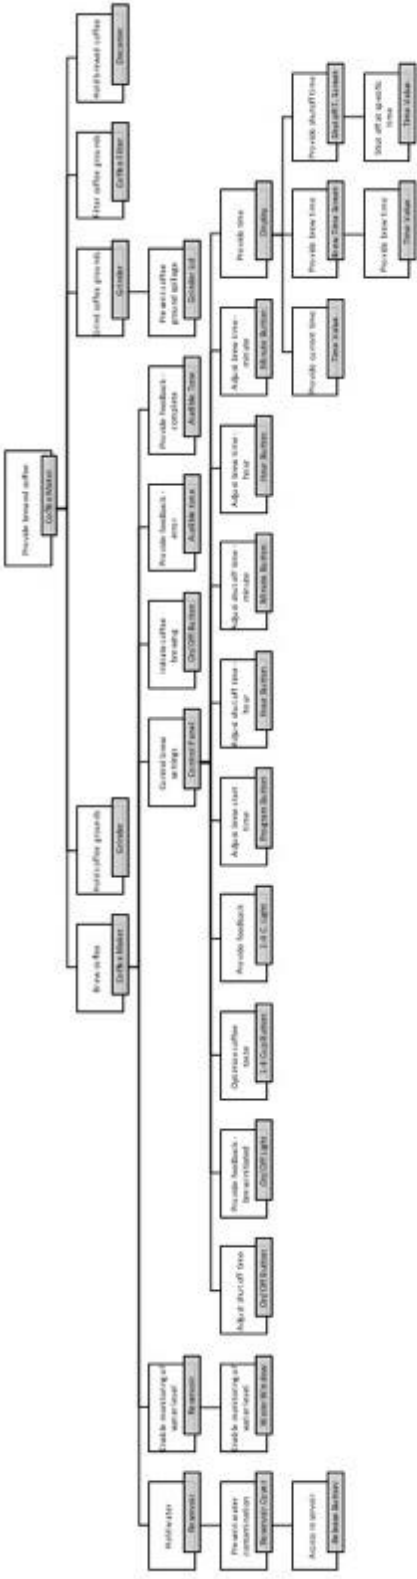 Provide brewed coffee
Coffee Maker
Brew coffee
Coffee Maker
Hold coffee grounds
Grinder
Grind coffee grounds
Grinder
Filter coffee grounds
Coffee Filter
Hold brewed coffee
Decanter
Hold water
Reservoir
Enable monitoring of
water level
Reservoir
Control brew
settings
Control Panel
Indicate coffee
brewing
On/Off Button
Provide feedback -
error
Audible tone
Provide feedback -
complete
Audible Tone
Prevent coffee
ground spillage
Grinder Lid
Prevent water
contamination
Reservoir Cover
Enable monitoring of
water level
Water Window
Adjust shut off time
On/Off Button
Provide feedback -
brew initiated
On/Off Light
Optimize coffee
taste
1-4 Cup Button
Provide feedback
1-4 C. Light
Adjust brew start
time
Program Button
Adjust shut off time
hour
Hour Button
Adjust shut off time -
minute
Minute Button
Adjust brew time -
hour
Hour Button
Adjust brew time -
minute
Minute Button
Provide time
Display
Access reservoir
Release Button
Provide current time
Time Value
Provide brew time
Brew Time Screen
Provide shutoff time
Shutoff T. Screen
Provide brew time
Time Value
Shut off at specific
time
Time Value